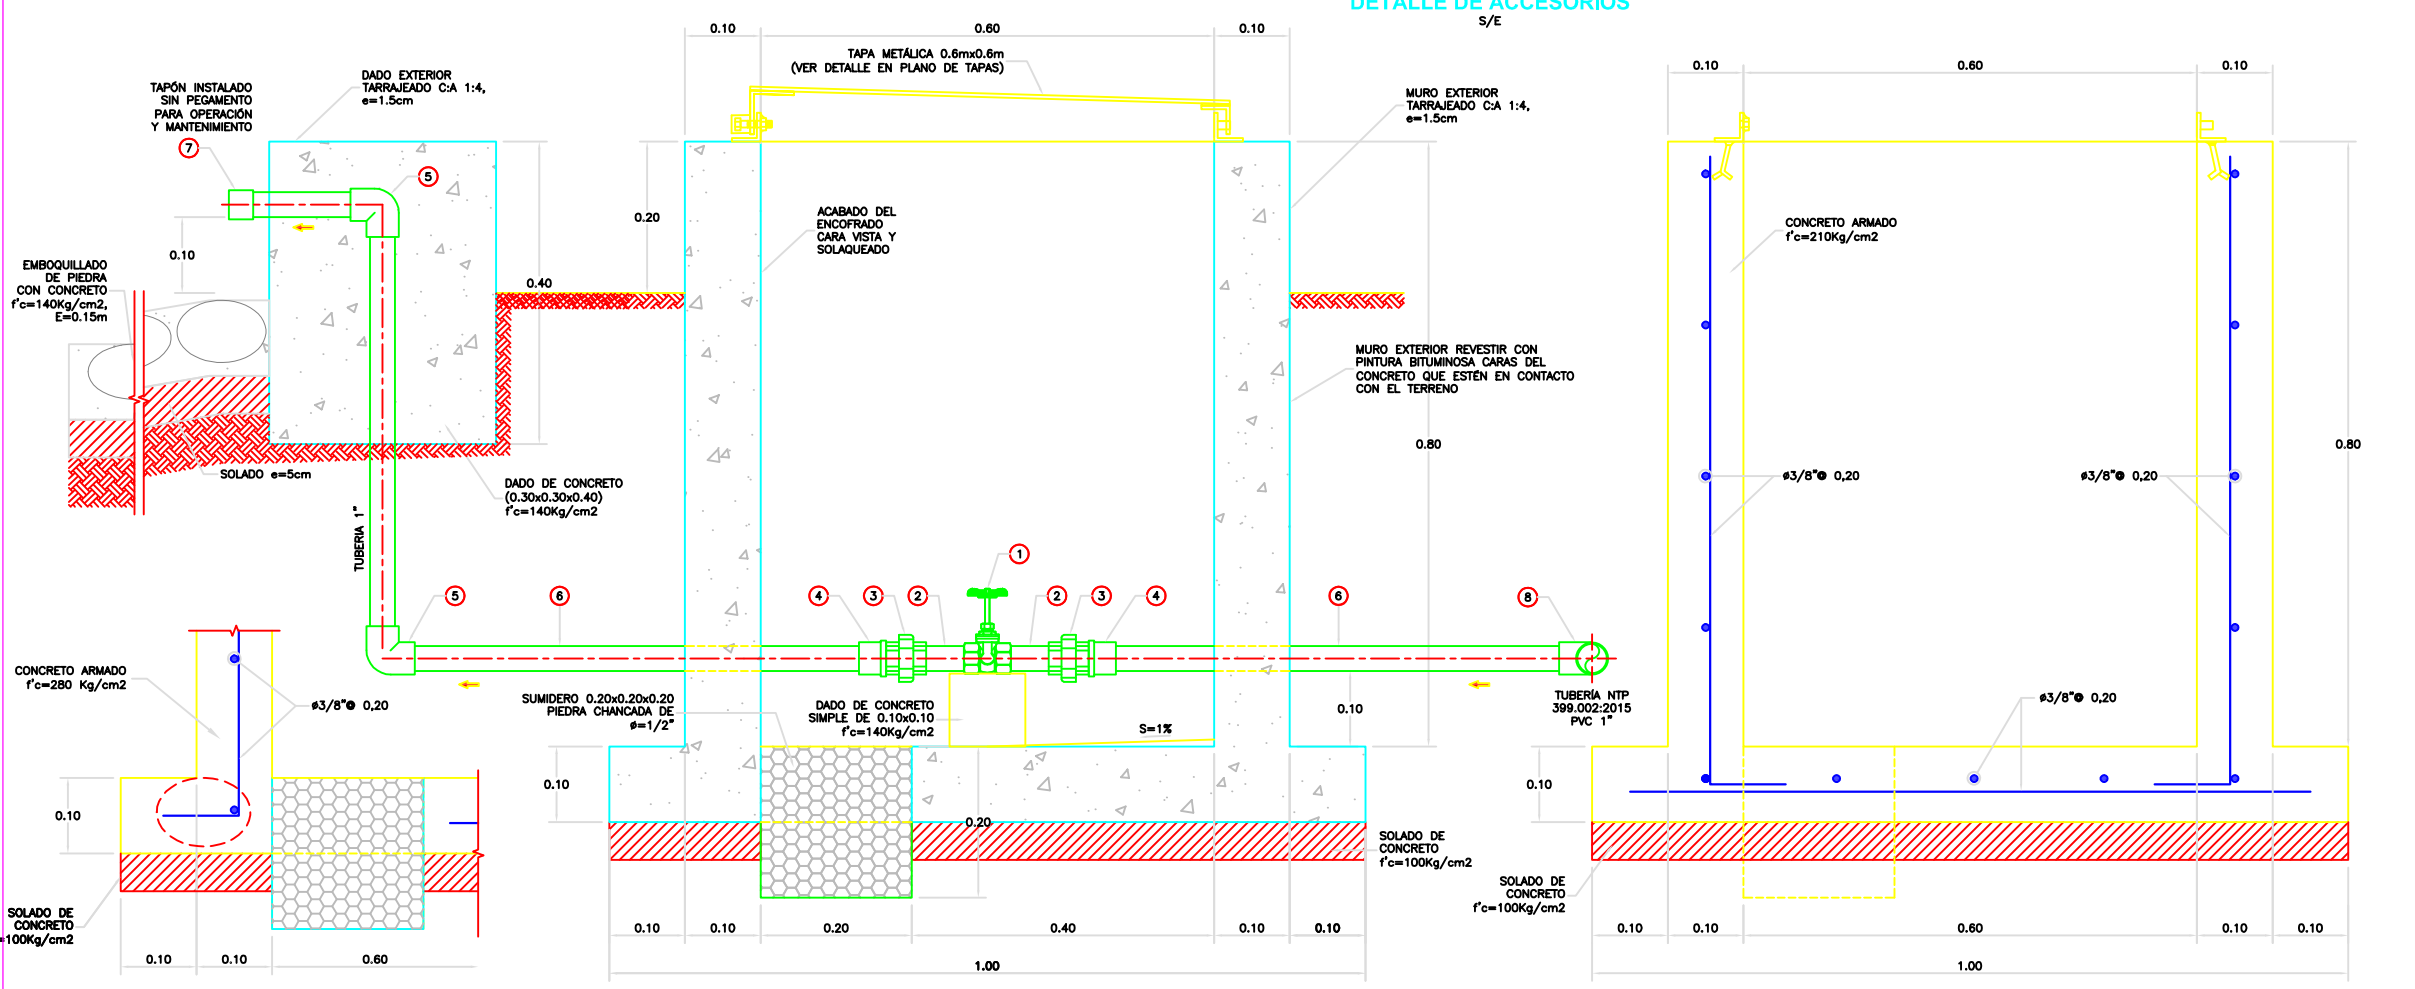 DETALLE DE ACCESORIOS
S/E
0.10
0.60
0.10
TAPA METÁLICA 0.6mx0.6m
(VER DETALLE EN PLANO DE TAPAS)
0.10
0.60
0.10
TAPÓN INSTALADO
SIN PEGAMENTO
PARA OPERACIÓN
Y MANTENIMIENTO
7
DADO EXTERIOR
TARRAJEADO C:A 1:4,
e=1.5cm
MURO EXTERIOR
TARRAJEADO C:A 1:4,
e=1.5cm
5
0.20
ACABADO DEL
ENCOFRADO
CARA VISTA Y
SOLAQUEADO
CONCRETO ARMADO
f'c=210Kg/cm2
0.10
EMBOQUILLADO
DE PIEDRA
CON CONCRETO
f'c=140Kg/cm2,
E=0.15m
0.40
MURO EXTERIOR REVESTIR CON
PINTURA BITUMINOSA CARAS DEL
CONCRETO QUE ESTÉN EN CONTACTO
CON EL TERRENO
0.80
0.80
SOLADO e=5cm
DADO DE CONCRETO
(0.30x0.30x0.40)
f'c=140Kg/cm2
ø3/8"@ 0,20
ø3/8"@ 0,20
TUBERIA 1"
1
5
6
4
3
2
2
3
4
6
8
CONCRETO ARMADO
f'c=280 Kg/cm2
ø3/8"@ 0,20
SUMIDERO 0.20x0.20x0.20
PIEDRA CHANCADA DE
ø=1/2"
DADO DE CONCRETO
SIMPLE DE 0.10x0.10
f'c=140Kg/cm2
S=1%
0.10
TUBERÍA NTP
399.002:2015
PVC 1"
ø3/8"@ 0,20
0.10
0.10
0.20
0.10
SOLADO DE
CONCRETO
f'c=100Kg/cm2
SOLADO DE
CONCRETO
f'c=100Kg/cm2
SOLADO DE
CONCRETO
=100Kg/cm2
0.10
0.10
0.60
0.10
0.10
0.20
0.40
0.10
0.10
1.00
0.10
0.10
0.60
0.10
0.10
1.00